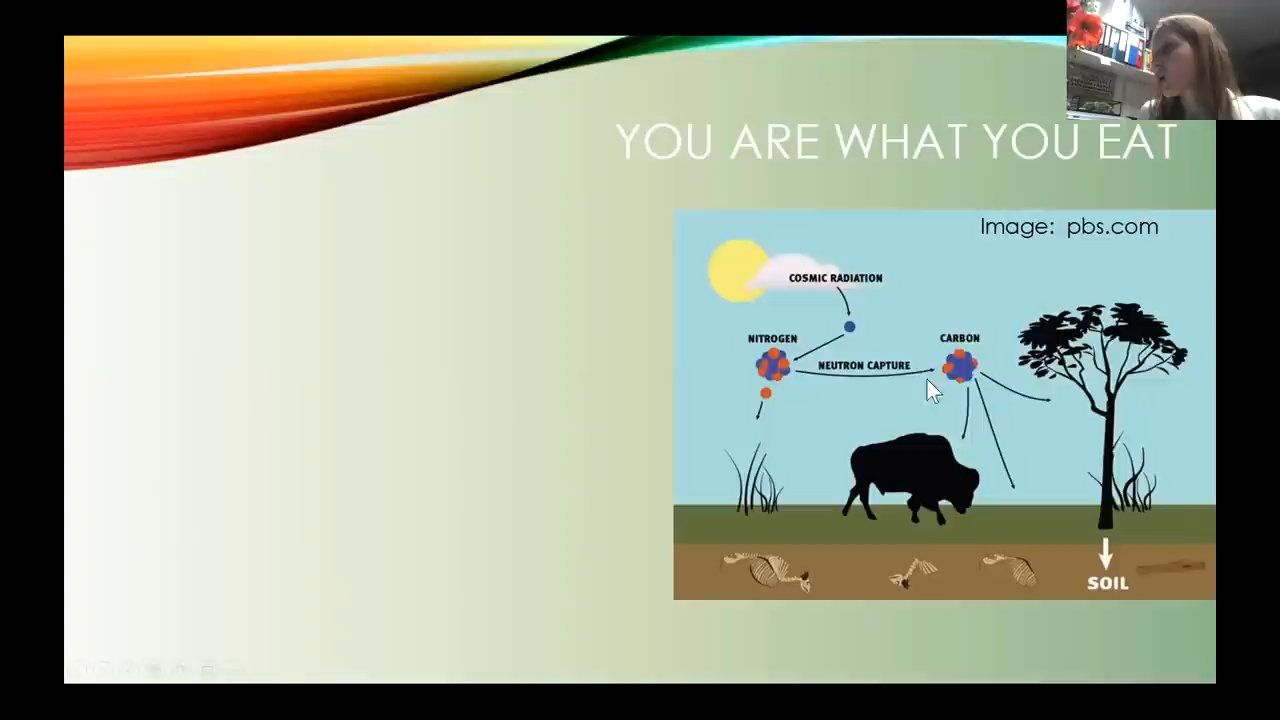 YOU ARE WHAT YOU EAT
Image: pbs.com
COSMIC RADIATION
NITROGEN
CARBON
NEUTRON CAPTURE
SOIL